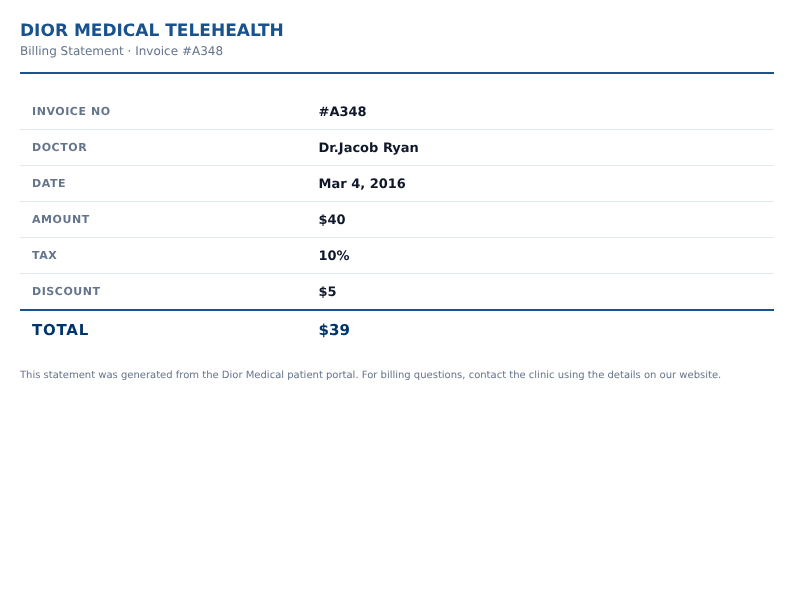 DIOR MEDICAL TELEHEALTH
Billing Statement · Invoice #A348
INVOICE NO #A348
DOCTOR Dr.Jacob Ryan
DATE Mar 4, 2016
AMOUNT $40
TAX 10%
DISCOUNT $5
TOTAL $39
This statement was generated from the Dior Medical patient portal. For billing questions, contact the clinic using the details on our website.